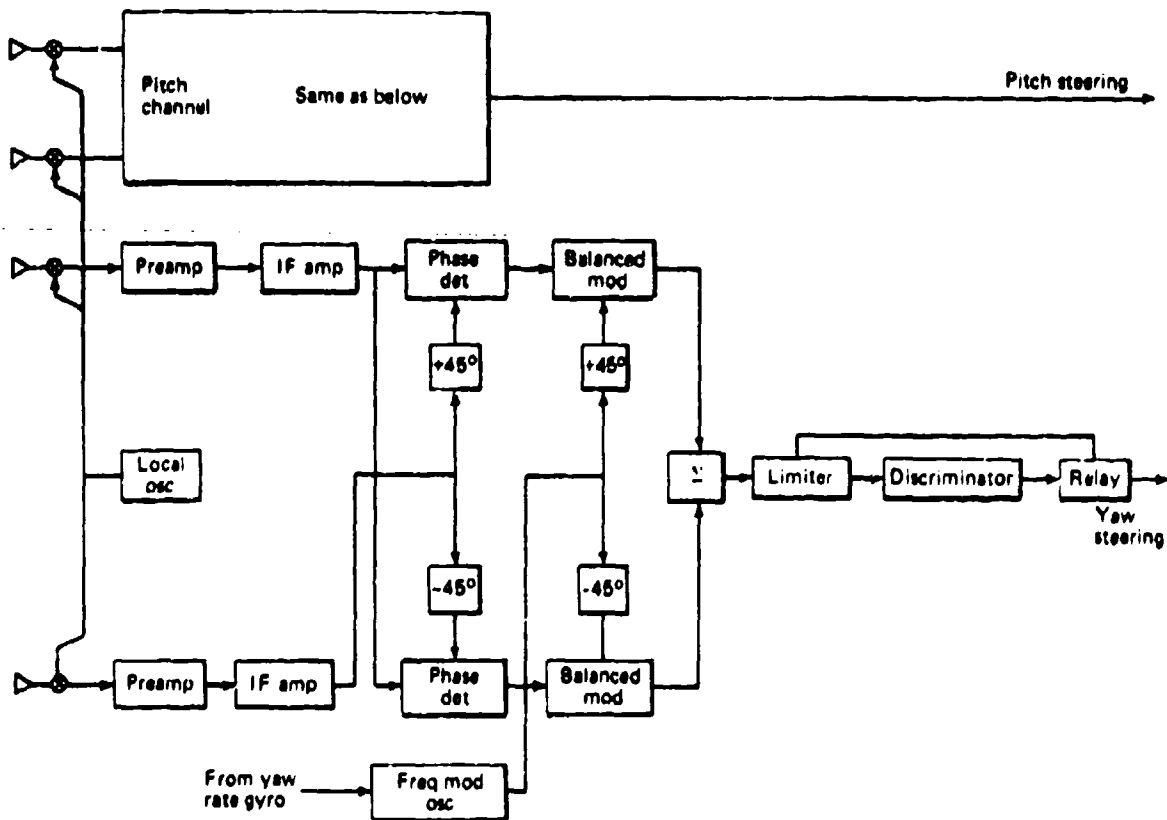 Pitch
channel
Same as below
Pitch steering
Preamp
IF amp
Phase
det
Balanced
mod
+45°
+45°
Local
osc
Σ
Limiter
Discriminator
Relay
Yaw
steering
-45°
-45°
Preamp
IF amp
Phase
det
Balanced
mod
From yaw
rate gyro
Freq mod
osc